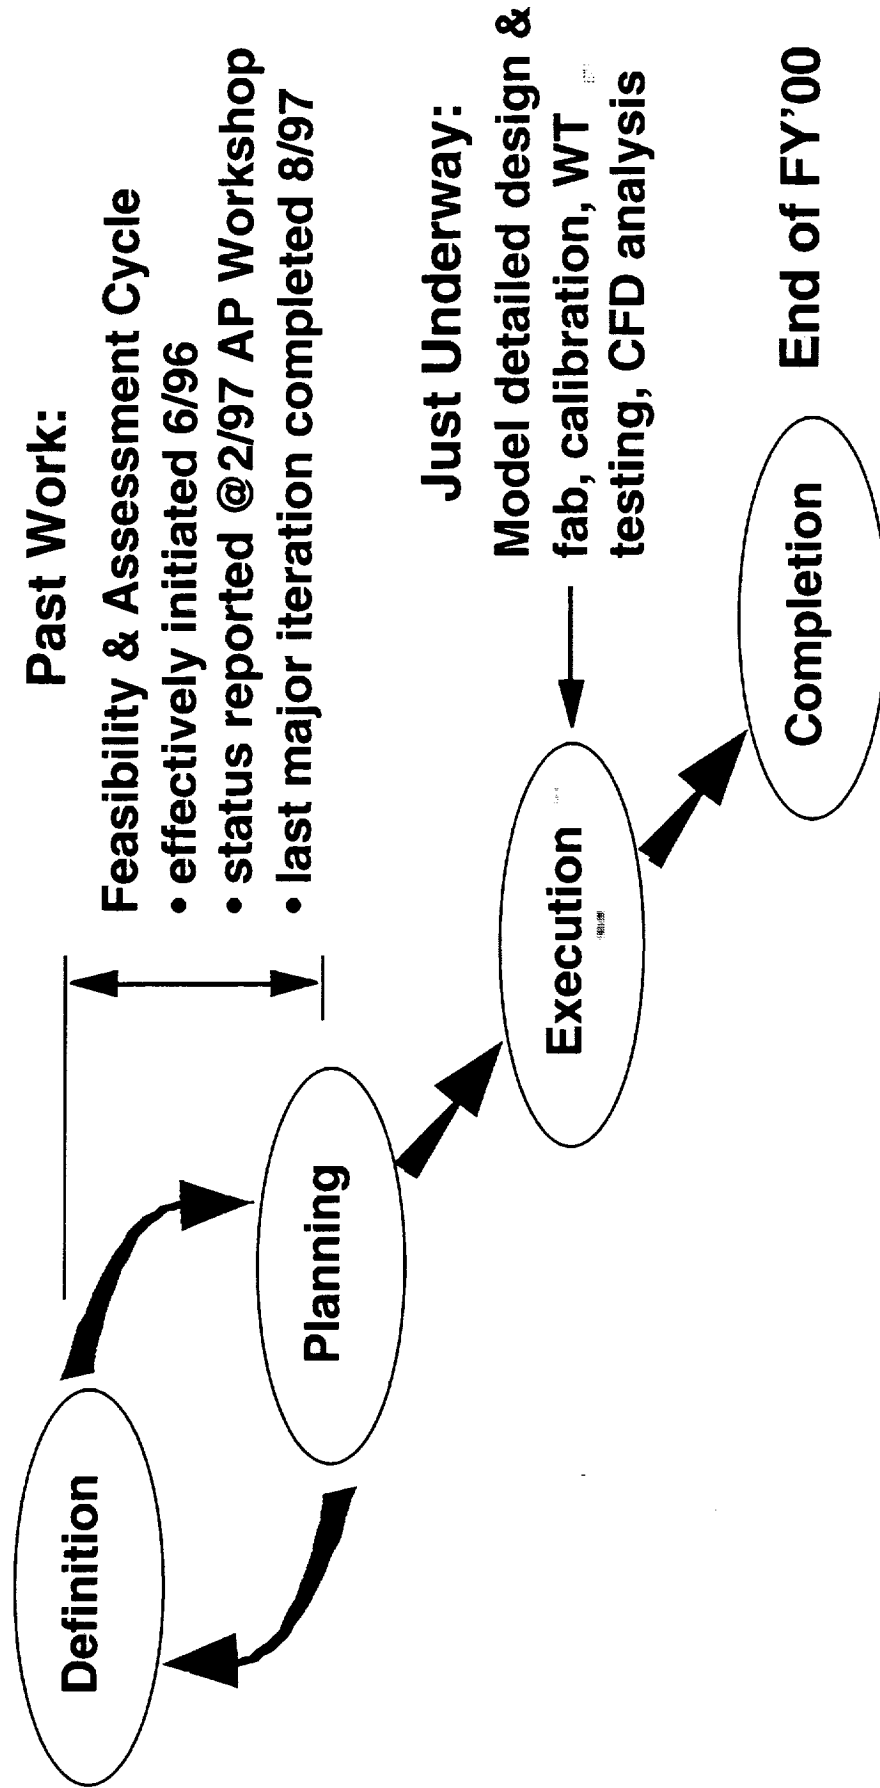 Past Work:
Feasibility & Assessment Cycle
• effectively initiated 6/96
• status reported @2/97 AP Workshop
• last major iteration completed 8/97
Definition
Planning
Just Underway:
Model detailed design &
fab, calibration, WT
testing, CFD analysis
Execution
Completion
End of FY'00